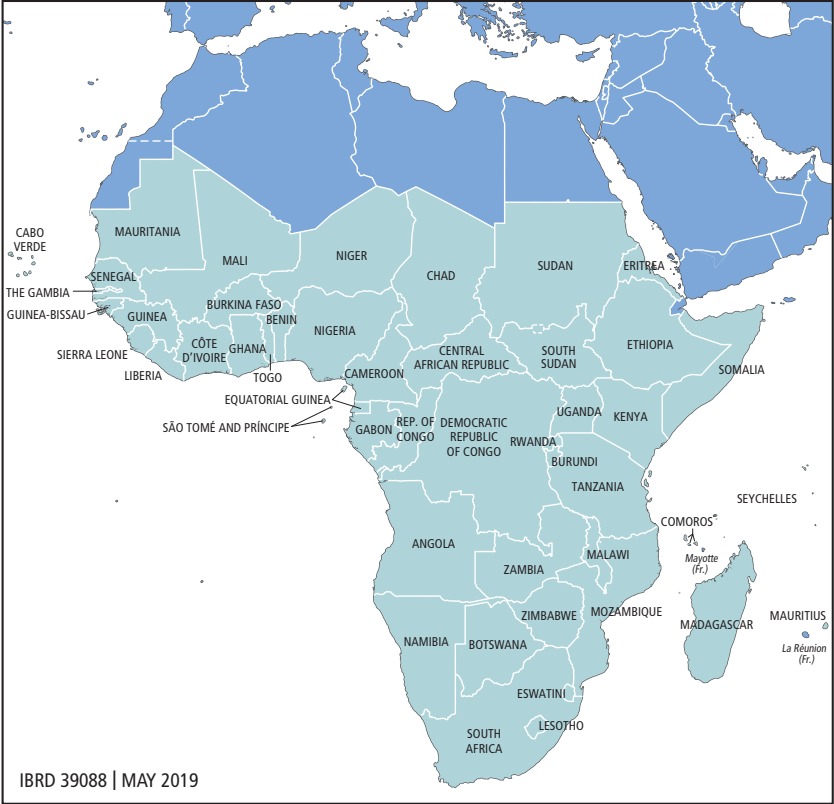 CABO
VERDE
MAURITANIA
MALI
NIGER
CHAD
SUDAN
ERITREA
SENEGAL
THE GAMBIA
GUINEA-BISSAU
GUINEA
BURKINA FASO
BENIN
NIGERIA
ETHIOPIA
SIERRA LEONE
LIBERIA
CÔTE
D'IVOIRE
GHANA
TOGO
CAMEROON
CENTRAL
AFRICAN REPUBLIC
SOUTH
SUDAN
SOMALIA
EQUATORIAL GUINEA
SÃO TOMÉ AND PRÍNCIPE
GABON
REP. OF
CONGO
DEMOCRATIC
REPUBLIC
OF CONGO
UGANDA
KENYA
RWANDA
BURUNDI
TANZANIA
SEYCHELLES
COMOROS
Mayotte
(Fr.)
ANGOLA
ZAMBIA
MALAWI
MOZAMBIQUE
ZIMBABWE
MADAGASCAR
MAURITIUS
La Réunion
(Fr.)
NAMIBIA
BOTSWANA
ESWATINI
LESOTHO
SOUTH
AFRICA
IBRD 39088 | MAY 2019